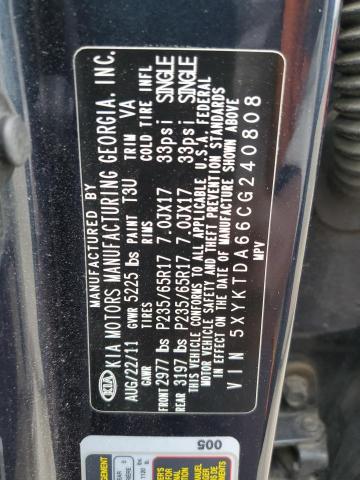 MANUFACTURED BY
KIA KIA MOTORS MANUFACTURING GEORGIA. INC.
AUG/22/11 GVWR 5225 lbs PAINT T3U TRIM VA
GAWR RIMS COLD TIRE INFL
FRONT 2977 lbs P235/65R17 7.0JX17 33psi SINGLE
REAR 3197 lbs P235/65R17 7.0JX17 33psi SINGLE
THIS VEHICLE CONFORMS TO ALL APPLICABLE U.S.A. FEDERAL
MOTOR VEHICLE SAFETY AND THEFT PREVENTION STANDARDS
IN EFFECT ON THE DATE OF MANUFACTURE SHOWN ABOVE
VIN 5XYKTDA66CG240808
MPV
005